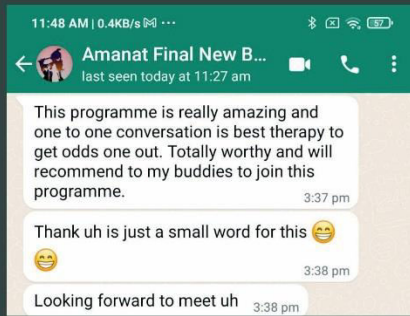 11:48 AM | 0.4KB/s ...
57
Amanat Final New B...
last seen today at 11:27 am
This programme is really amazing and
one to one conversation is best therapy to
get odds one out. Totally worthy and will
recommend to my buddies to join this
programme.
3:37 pm
Thank uh is just a small word for this 😁
😁
3:38 pm
Looking forward to meet uh 3:38 pm